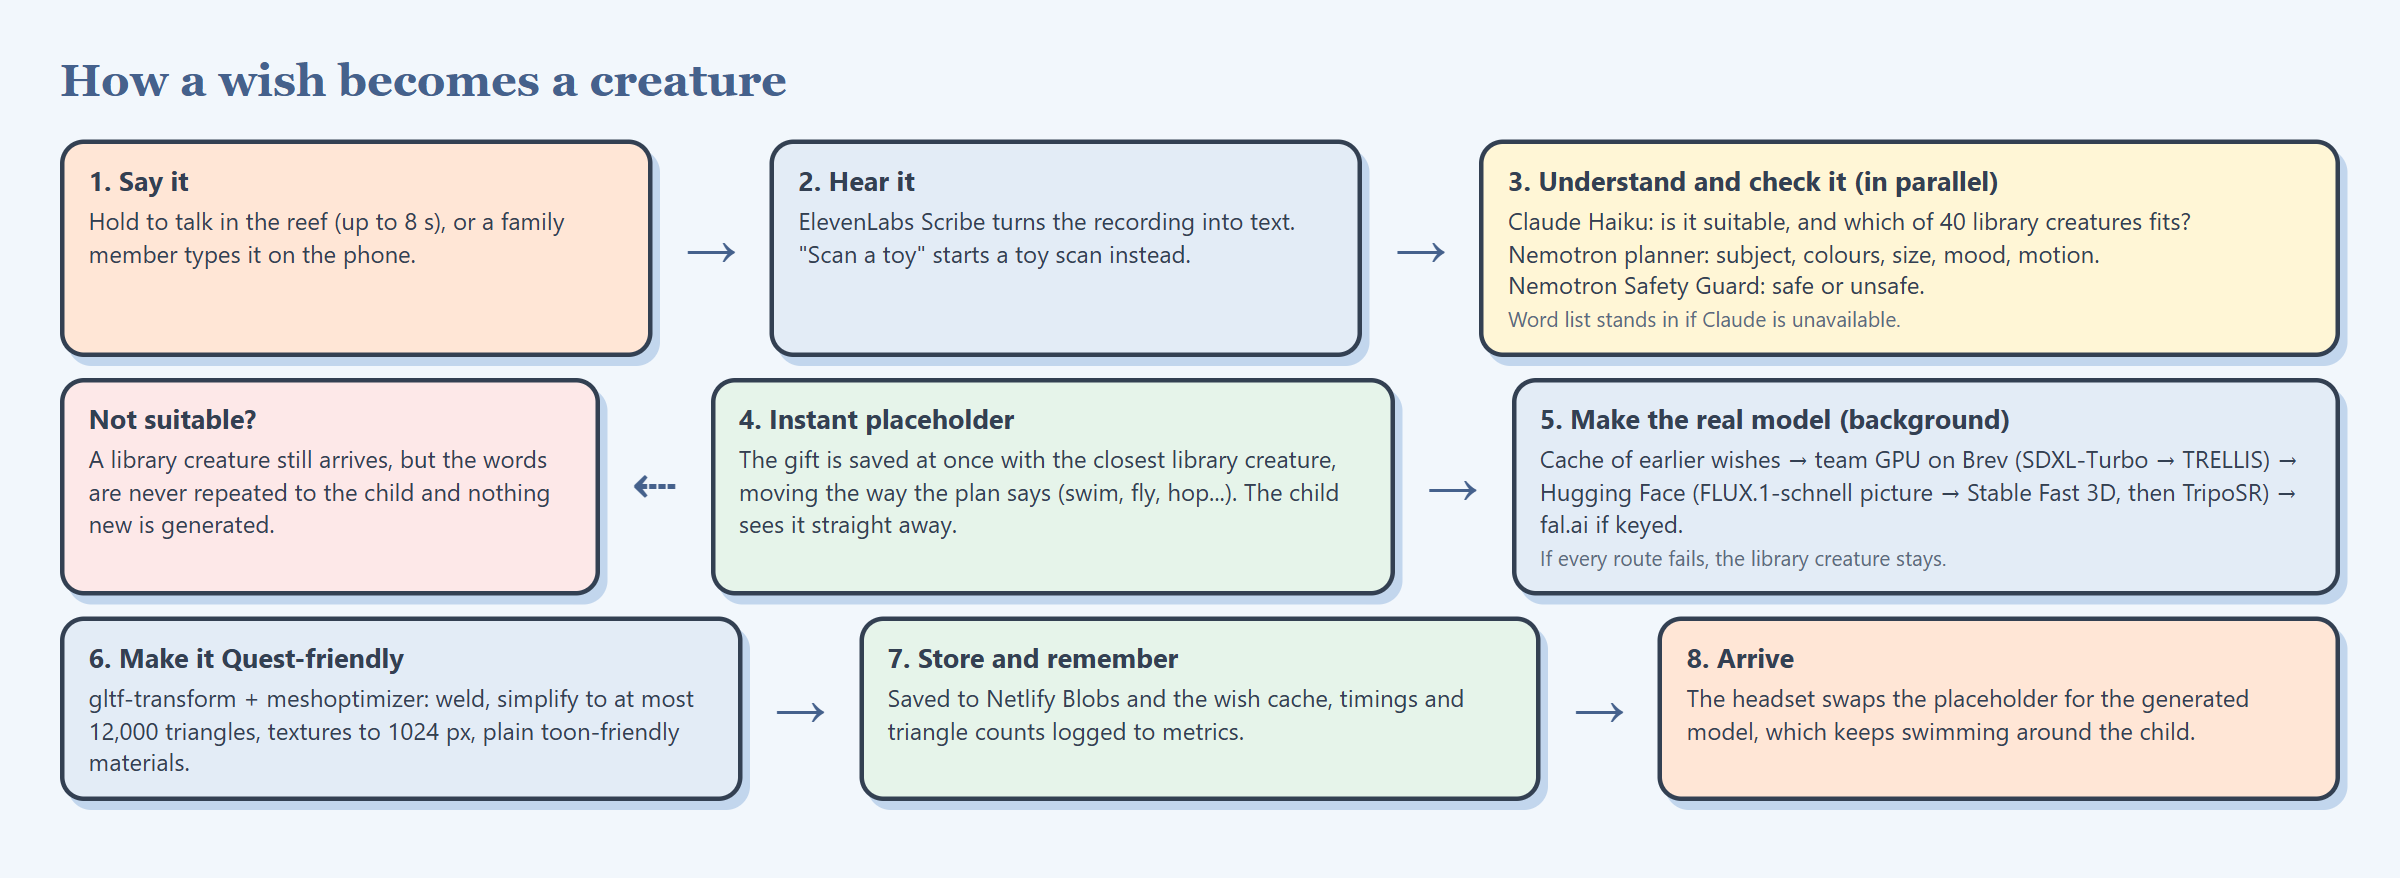 How a wish becomes a creature
1. Say it
Hold to talk in the reef (up to 8 s), or a family
member types it on the phone.
→
2. Hear it
ElevenLabs Scribe turns the recording into text.
"Scan a toy" starts a toy scan instead.
→
3. Understand and check it (in parallel)
Claude Haiku: is it suitable, and which of 40 library creatures fits?
Nemotron planner: subject, colours, size, mood, motion.
Nemotron Safety Guard: safe or unsafe.
Word list stands in if Claude is unavailable.
Not suitable?
A library creature still arrives, but the words
are never repeated to the child and nothing
new is generated.
⇠
4. Instant placeholder
The gift is saved at once with the closest library creature,
moving the way the plan says (swim, fly, hop...). The child
sees it straight away.
→
5. Make the real model (background)
Cache of earlier wishes → team GPU on Brev (SDXL-Turbo → TRELLIS) →
Hugging Face (FLUX.1-schnell picture → Stable Fast 3D, then TripoSR) →
fal.ai if keyed.
If every route fails, the library creature stays.
6. Make it Quest-friendly
gltf-transform + meshoptimizer: weld, simplify to at most
12,000 triangles, textures to 1024 px, plain toon-friendly
materials.
→
7. Store and remember
Saved to Netlify Blobs and the wish cache, timings and
triangle counts logged to metrics.
→
8. Arrive
The headset swaps the placeholder for the generated
model, which keeps swimming around the child.